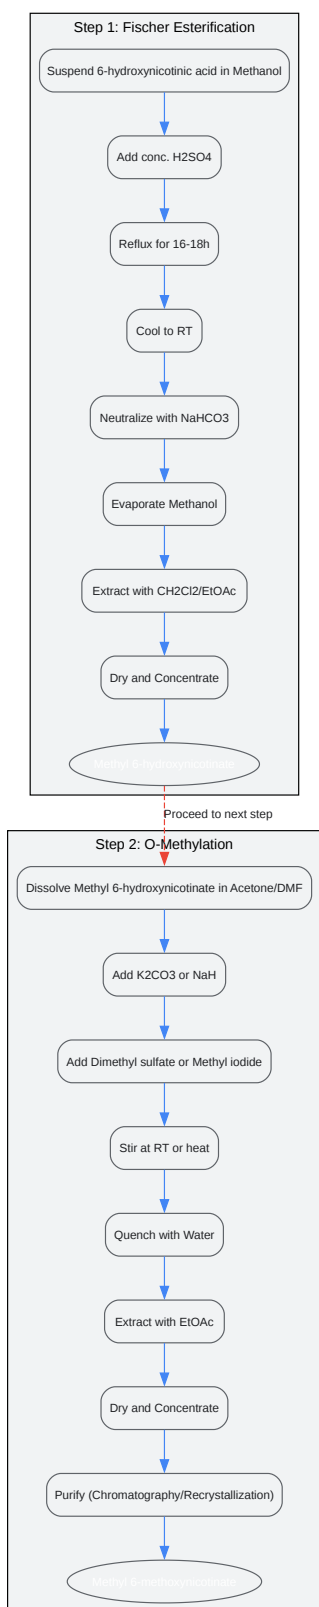 Step 1: Fischer Esterification
Suspend 6-hydroxynicotinic acid in Methanol
Add conc. H2SO4
Reflux for 16-18h
Cool to RT
Neutralize with NaHCO3
Evaporate Methanol
Extract with CH2Cl2/EtOAc
Dry and Concentrate
Methyl 6-hydroxynicotinate
Proceed to next step
Step 2: O-Methylation
Dissolve Methyl 6-hydroxynicotinate in Acetone/DMF
Add K2CO3 or NaH
Add Dimethyl sulfate or Methyl iodide
Stir at RT or heat
Quench with Water
Extract with EtOAc
Dry and Concentrate
Purify (Chromatography/Recrystallization)
Methyl 6-methoxynicotinate